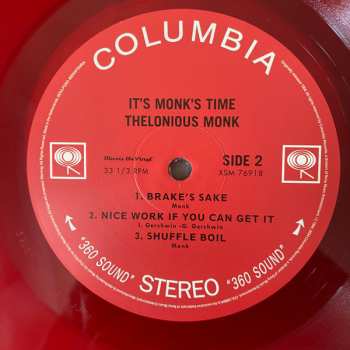 COLUMBIA
IT'S MONK'S TIME
THELONIOUS MONK
Music On Vinyl
SIDE 2
33 1/3 RPM
XSM 76918
1. BRAKE'S SAKE
Monk
2. NICE WORK IF YOU CAN GET IT
I. Gershwin -G. Gershwin
3. SHUFFLE BOIL
Monk
"360 SOUND" STEREO "360 SOUND"